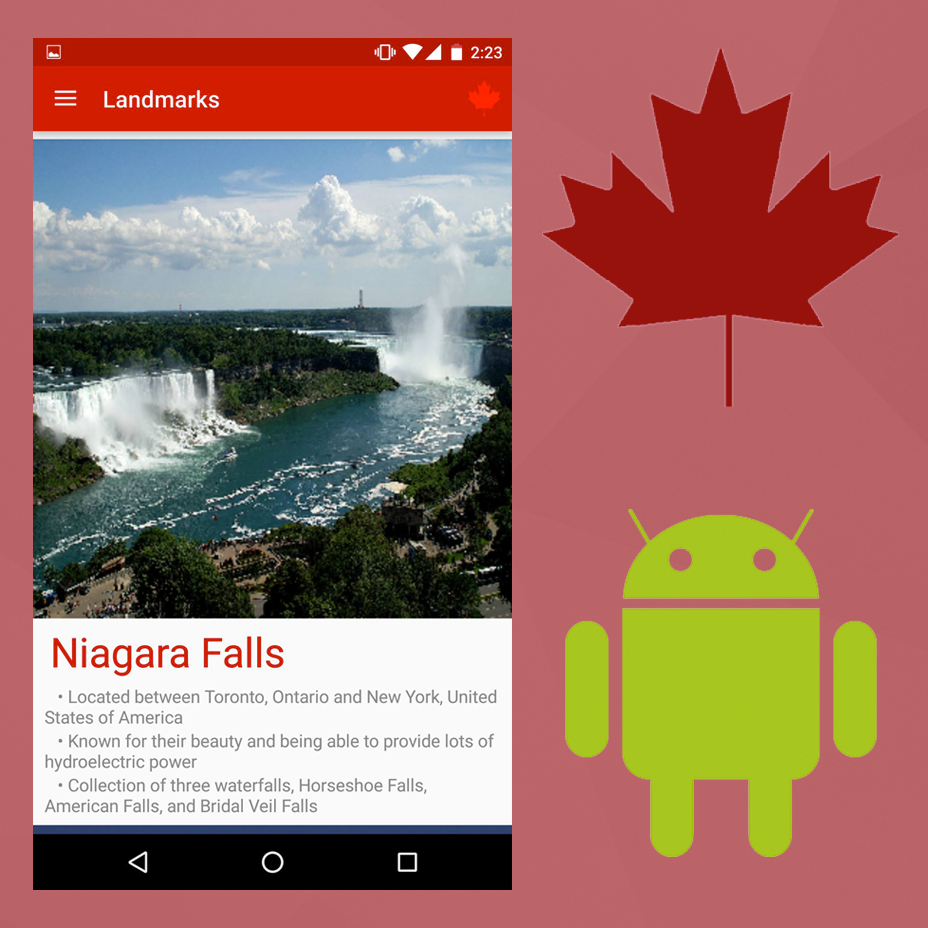 2:23
Landmarks
Niagara Falls
• Located between Toronto, Ontario and New York, United
States of America
• Known for their beauty and being able to provide lots of
hydroelectric power
• Collection of three waterfalls, Horseshoe Falls,
American Falls, and Bridal Veil Falls